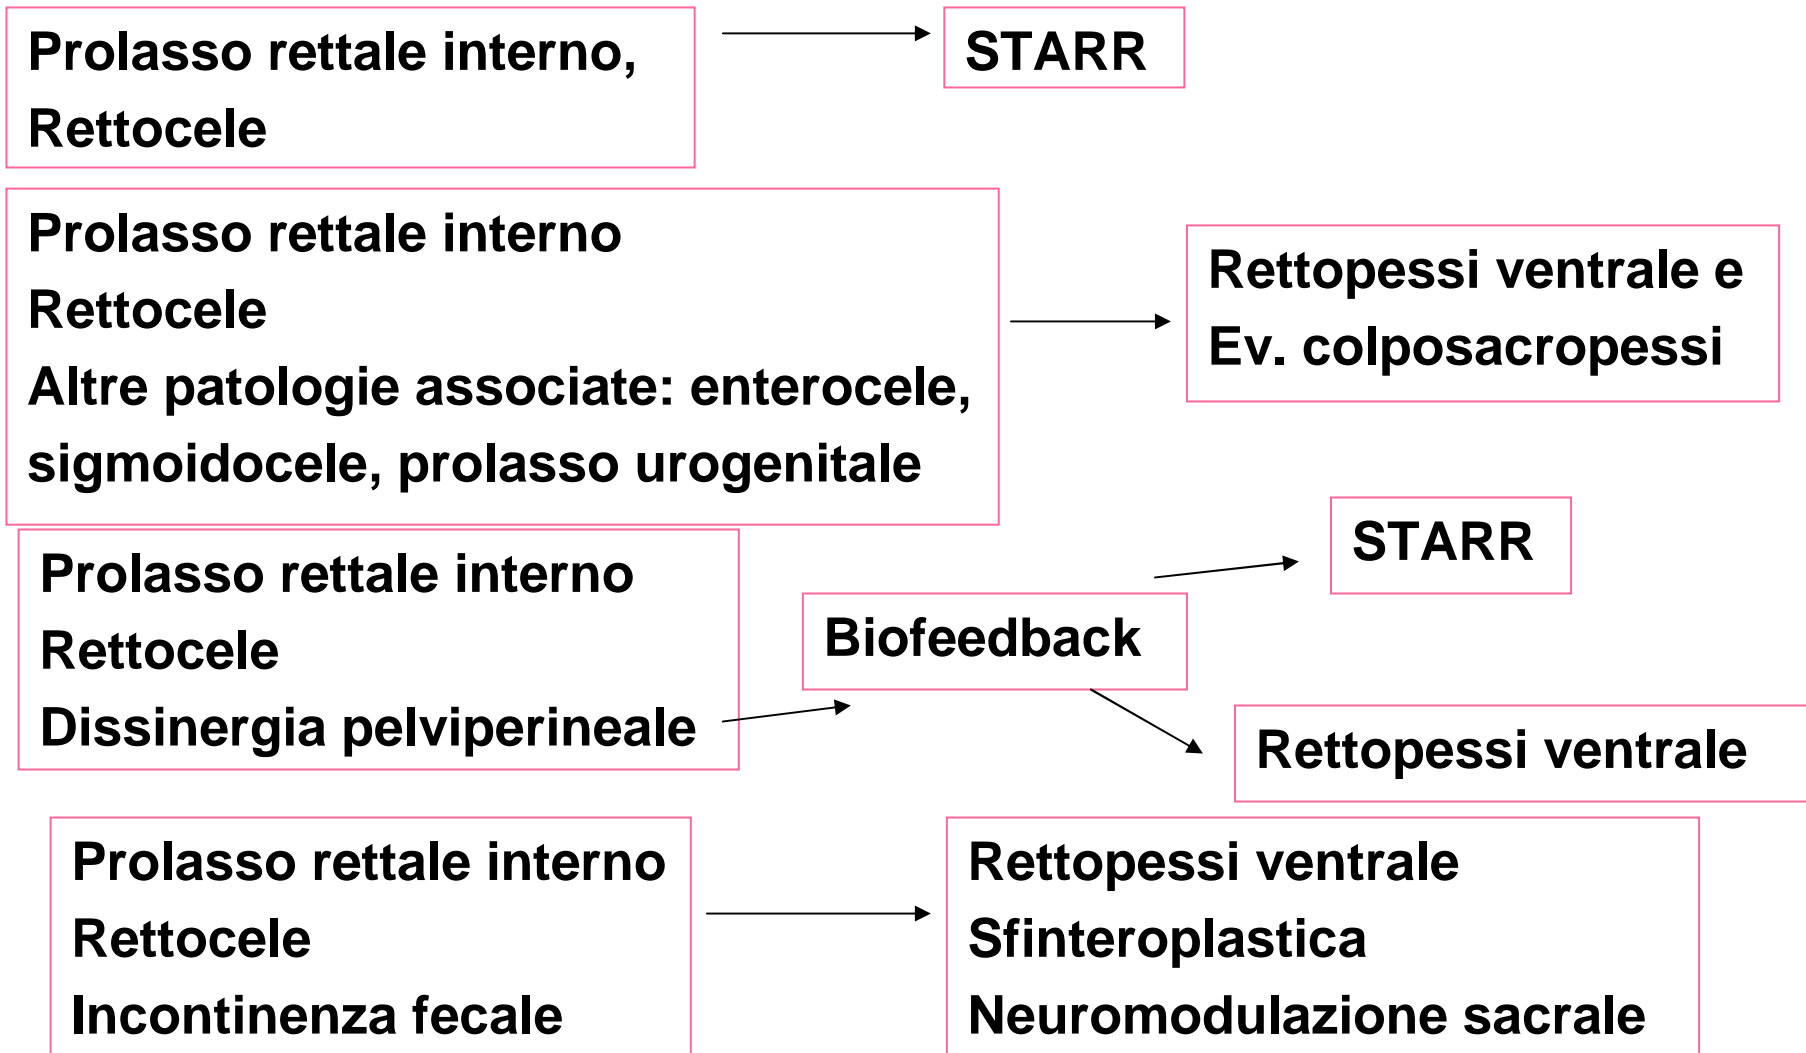 Prolasso rettale interno,
Rettocele
STARR
Prolasso rettale interno
Rettocele
Altre patologie associate: enterocele,
sigmoidocele, prolasso urogenitale
Rettopessi ventrale e
Ev. colposacropessi
Prolasso rettale interno
Rettocele
Dissinergia pelviperineale
Biofeedback
STARR
Rettopessi ventrale
Prolasso rettale interno
Rettocele
Incontinenza fecale
Rettopessi ventrale
Sfinteroplastica
Neuromodulazione sacrale